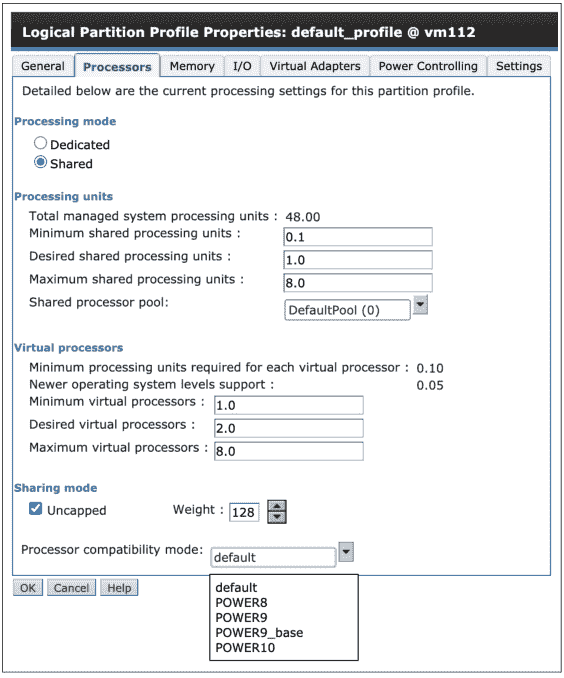 Logical Partition Profile Properties: default_profile @ vm112
General Processors Memory I/O Virtual Adapters Power Controlling Settings
Detailed below are the current processing settings for this partition profile.
Processing mode
Dedicated
Shared
Processing units
Total managed system processing units : 48.00
Minimum shared processing units : 0.1
Desired shared processing units : 1.0
Maximum shared processing units : 8.0
Shared processor pool: DefaultPool (0)
Virtual processors
Minimum processing units required for each virtual processor : 0.10
Newer operating system levels support : 0.05
Minimum virtual processors : 1.0
Desired virtual processors : 2.0
Maximum virtual processors : 8.0
Sharing mode
Uncapped Weight : 128
Processor compatibility mode: default
OK Cancel Help
default
POWER8
POWER9
POWER9_base
POWER10